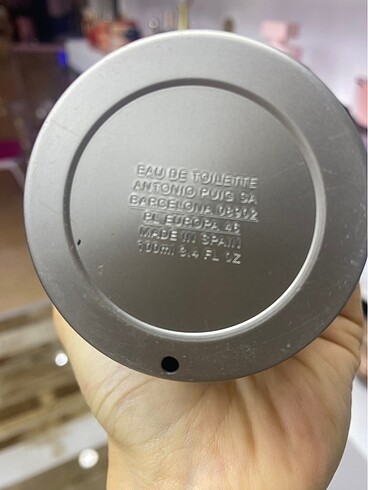 EAU DE TOILETTE
ANTONIO PUIG SA
BARCELONA 08902
PL EUROPA 46
MADE IN SPAIN
100ml 3.4 FL OZ